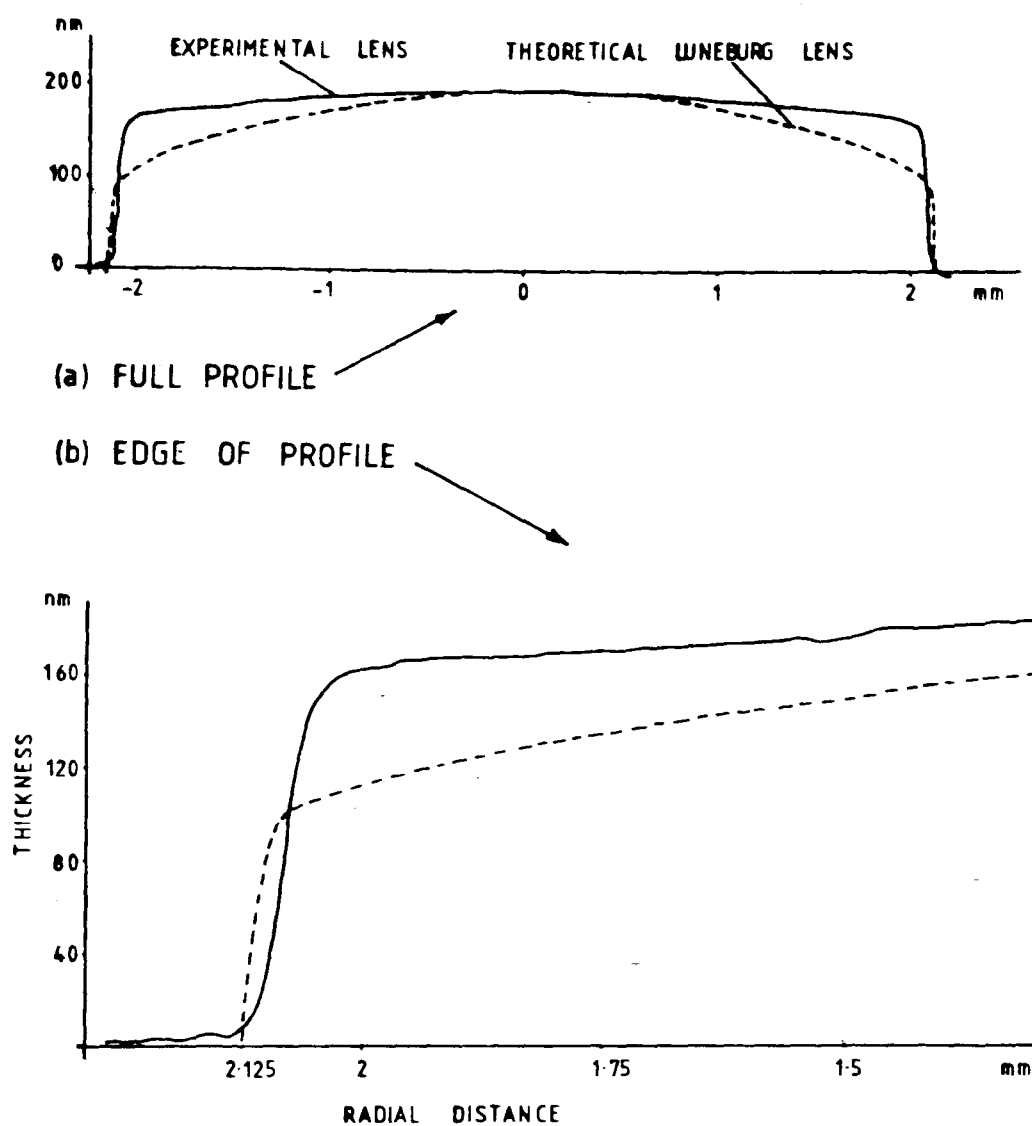 nm
EXPERIMENTAL LENS THEORETICAL LUNEBURG LENS
200
100
0
-2 -1 0 1 2 mm
(a) FULL PROFILE
(b) EDGE OF PROFILE
nm
160
120
80
40
THICKNESS
2·125 2 1·75 1·5 mm
RADIAL DISTANCE